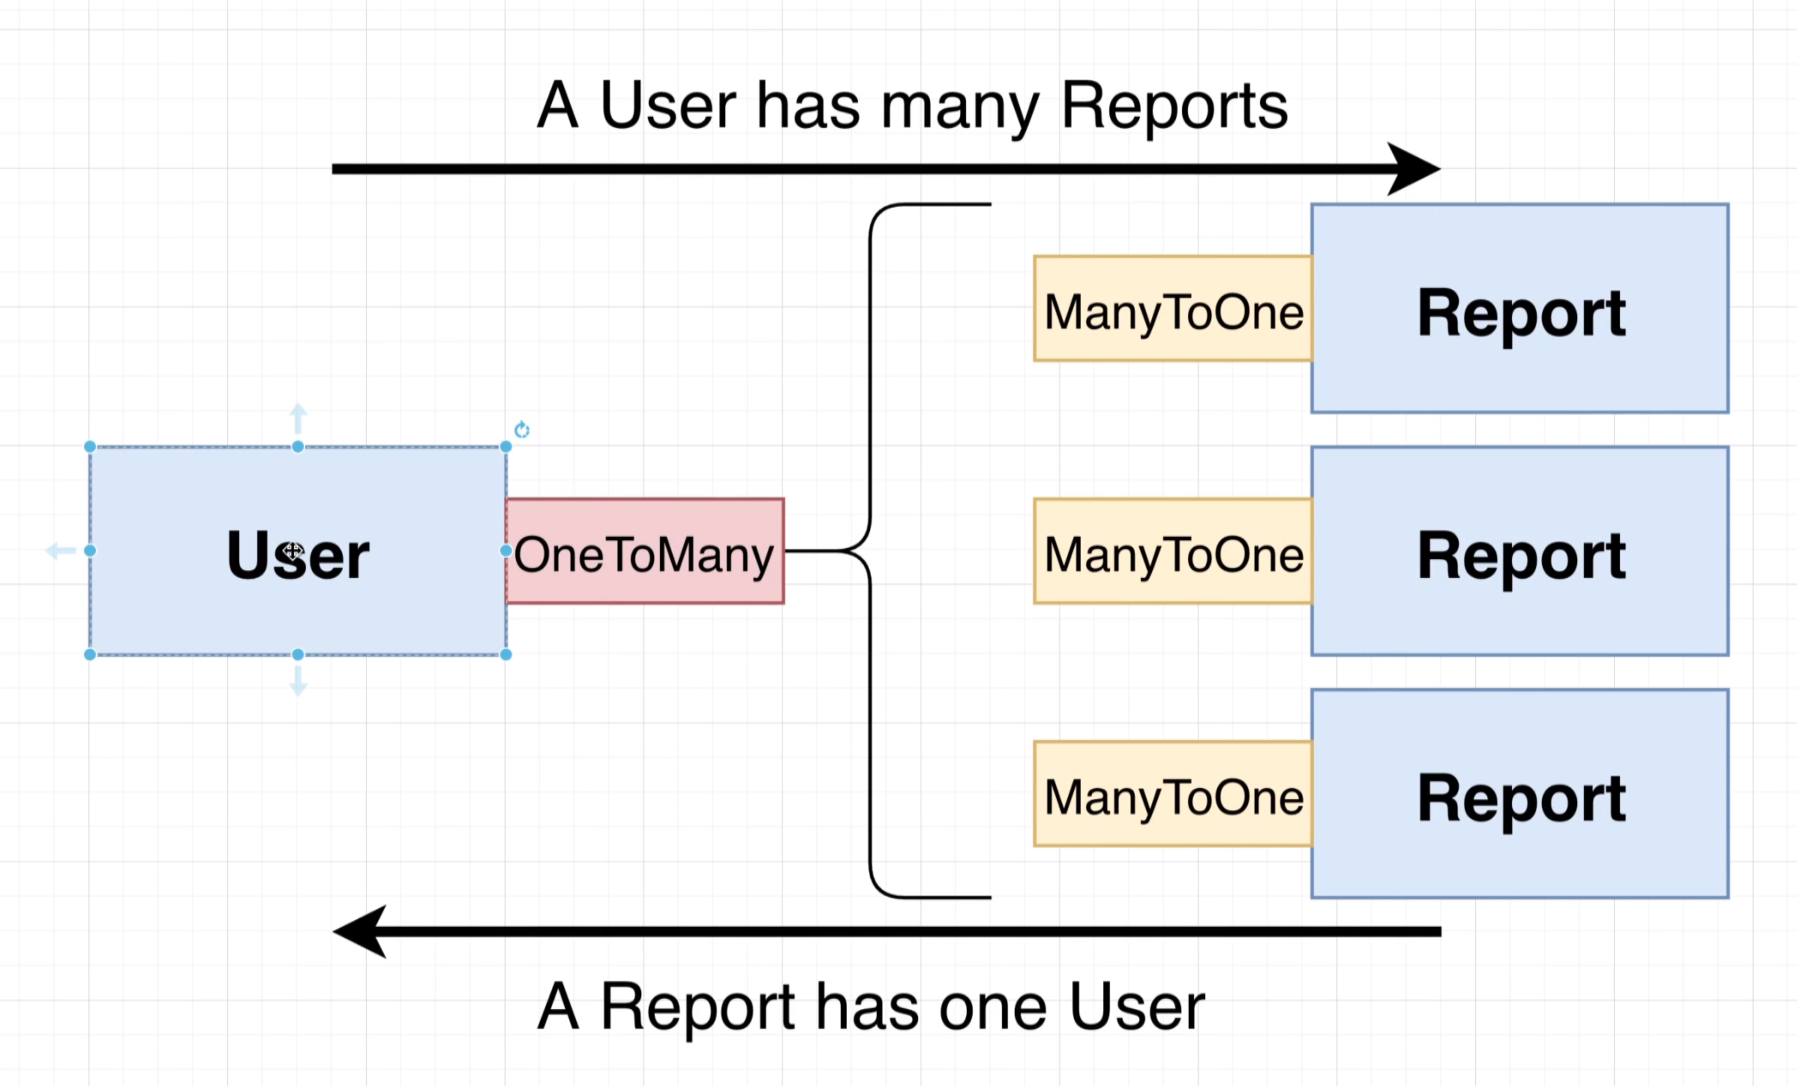 A User has many Reports
ManyToOne
Report
User
OneToMany
ManyToOne
Report
ManyToOne
Report
A Report has one User